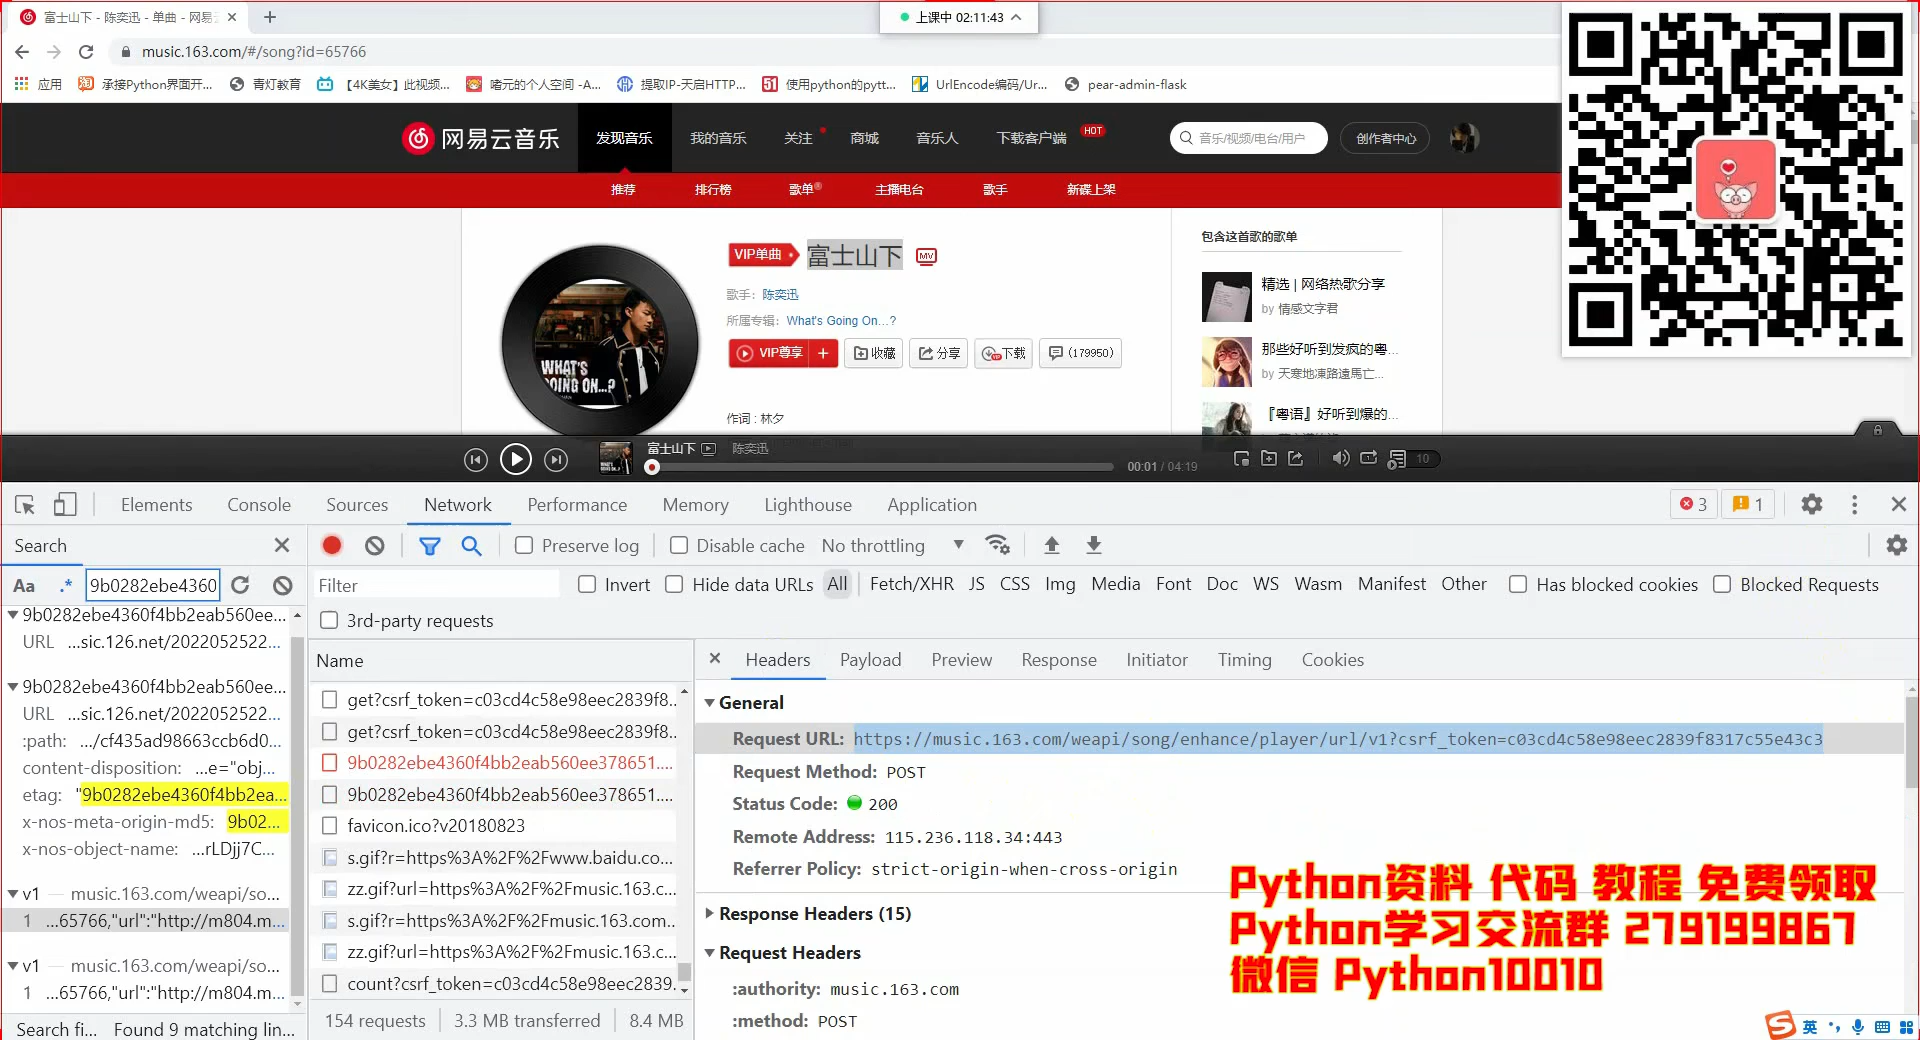 富士山下 - 陈奕迅 - 单曲 - 网易云
上课中 02:11:43
music.163.com/#/song?id=65766
应用
承接Python界面开...
青灯教育
【4K美女】此视频...
啫元的个人空间 -A...
提取IP-天启HTTP...
使用python的pytt...
UrlEncode编码/Ur...
pear-admin-flask
网易云音乐
发现音乐
我的音乐
关注
商城
音乐人
下载客户端
HOT
音乐/视频/电台/用户
创作者中心
推荐
排行榜
歌单
主播电台
歌手
新碟上架
VIP单曲
富士山下
MV
歌手：陈奕迅
所属专辑：What's Going On…?
VIP尊享
+
收藏
分享
下载
(179950)
作词 : 林夕
WHAT'S
GOING ON...?
包含这首歌的歌单
精选 | 网络热歌分享
by 情感文字君
那些好听到发疯的粤...
by 天寒地凍路遠馬亡...
『粤语』好听到爆的...
富士山下
陈奕迅
00:01 / 04:19
10
Elements
Console
Sources
Network
Performance
Memory
Lighthouse
Application
3
1
Search
Preserve log
Disable cache
No throttling
Aa
.*
9b0282ebe4360
Filter
Invert
Hide data URLs
All
Fetch/XHR
JS
CSS
Img
Media
Font
Doc
WS
Wasm
Manifest
Other
Has blocked cookies
Blocked Requests
3rd-party requests
9b0282ebe4360f4bb2eab560ee...
URL ...sic.126.net/2022052522...
9b0282ebe4360f4bb2eab560ee...
URL ...sic.126.net/2022052522...
:path: .../cf435ad98663ccb6d0...
content-disposition: ...e="obj...
etag: "9b0282ebe4360f4bb2ea...
x-nos-meta-origin-md5: 9b02...
x-nos-object-name: ...rLDjj7C...
v1 — music.163.com/weapi/so...
1 ...65766,"url":"http://m804.m...
v1 — music.163.com/weapi/so...
1 ...65766,"url":"http://m804.m...
Search fi... Found 9 matching lin...
Name
get?csrf_token=c03cd4c58e98eec2839f8..
get?csrf_token=c03cd4c58e98eec2839f8..
9b0282ebe4360f4bb2eab560ee378651....
9b0282ebe4360f4bb2eab560ee378651....
favicon.ico?v20180823
s.gif?r=https%3A%2F%2Fwww.baidu.co...
zz.gif?url=https%3A%2F%2Fmusic.163.c...
s.gif?r=https%3A%2F%2Fmusic.163.com..
zz.gif?url=https%3A%2F%2Fmusic.163.c...
count?csrf_token=c03cd4c58e98eec2839.
154 requests
3.3 MB transferred
8.4 MB
Headers
Payload
Preview
Response
Initiator
Timing
Cookies
General
Request URL: https://music.163.com/weapi/song/enhance/player/url/v1?csrf_token=c03cd4c58e98eec2839f8317c55e43c3
Request Method: POST
Status Code: 200
Remote Address: 115.236.118.34:443
Referrer Policy: strict-origin-when-cross-origin
Response Headers (15)
Request Headers
:authority: music.163.com
:method: POST
Python资料 代码 教程 免费领取
Python学习交流群 279199867
微信 Python10010
英